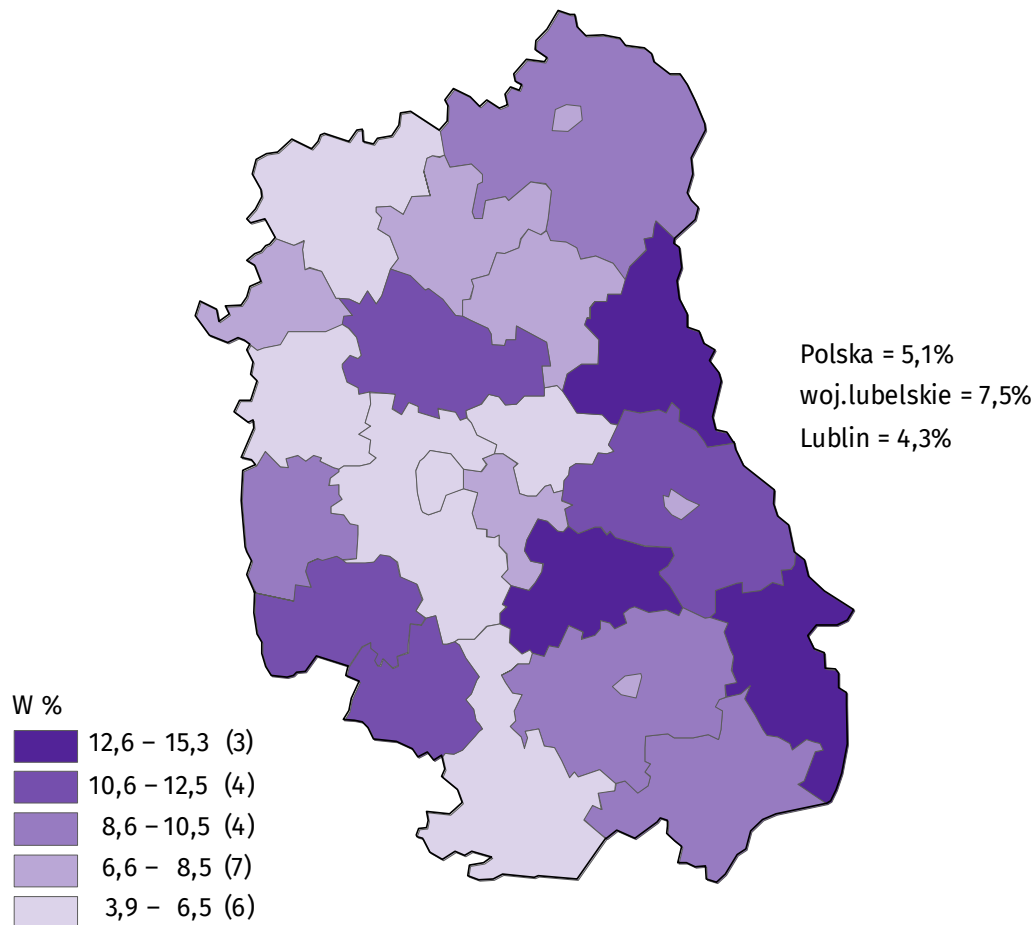 Polska = 5,1%
woj.lubelskie = 7,5%
Lublin = 4,3%
W %
12,6 – 15,3 (3)
10,6 – 12,5 (4)
8,6 – 10,5 (4)
6,6 – 8,5 (7)
3,9 – 6,5 (6)